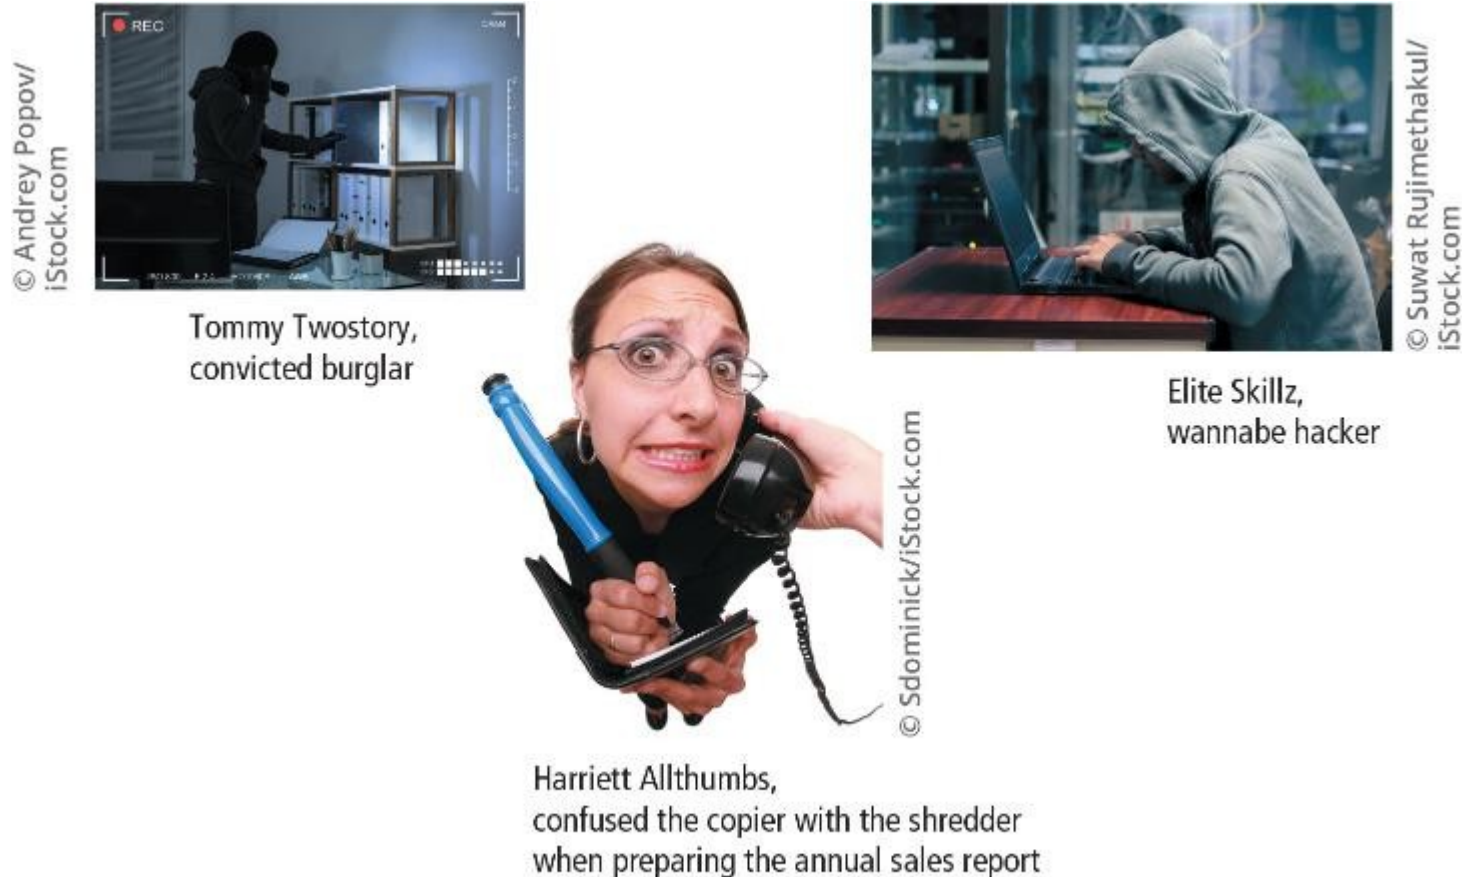 REC
© Andrey Popov/
iStock.com
Tommy Twostory,
convicted burglar
© Suwat Rujimethakul/
iStock.com
Elite Skillz,
wannabe hacker
© Sdominick/iStock.com
Harriett Allthumbs,
confused the copier with the shredder
when preparing the annual sales report